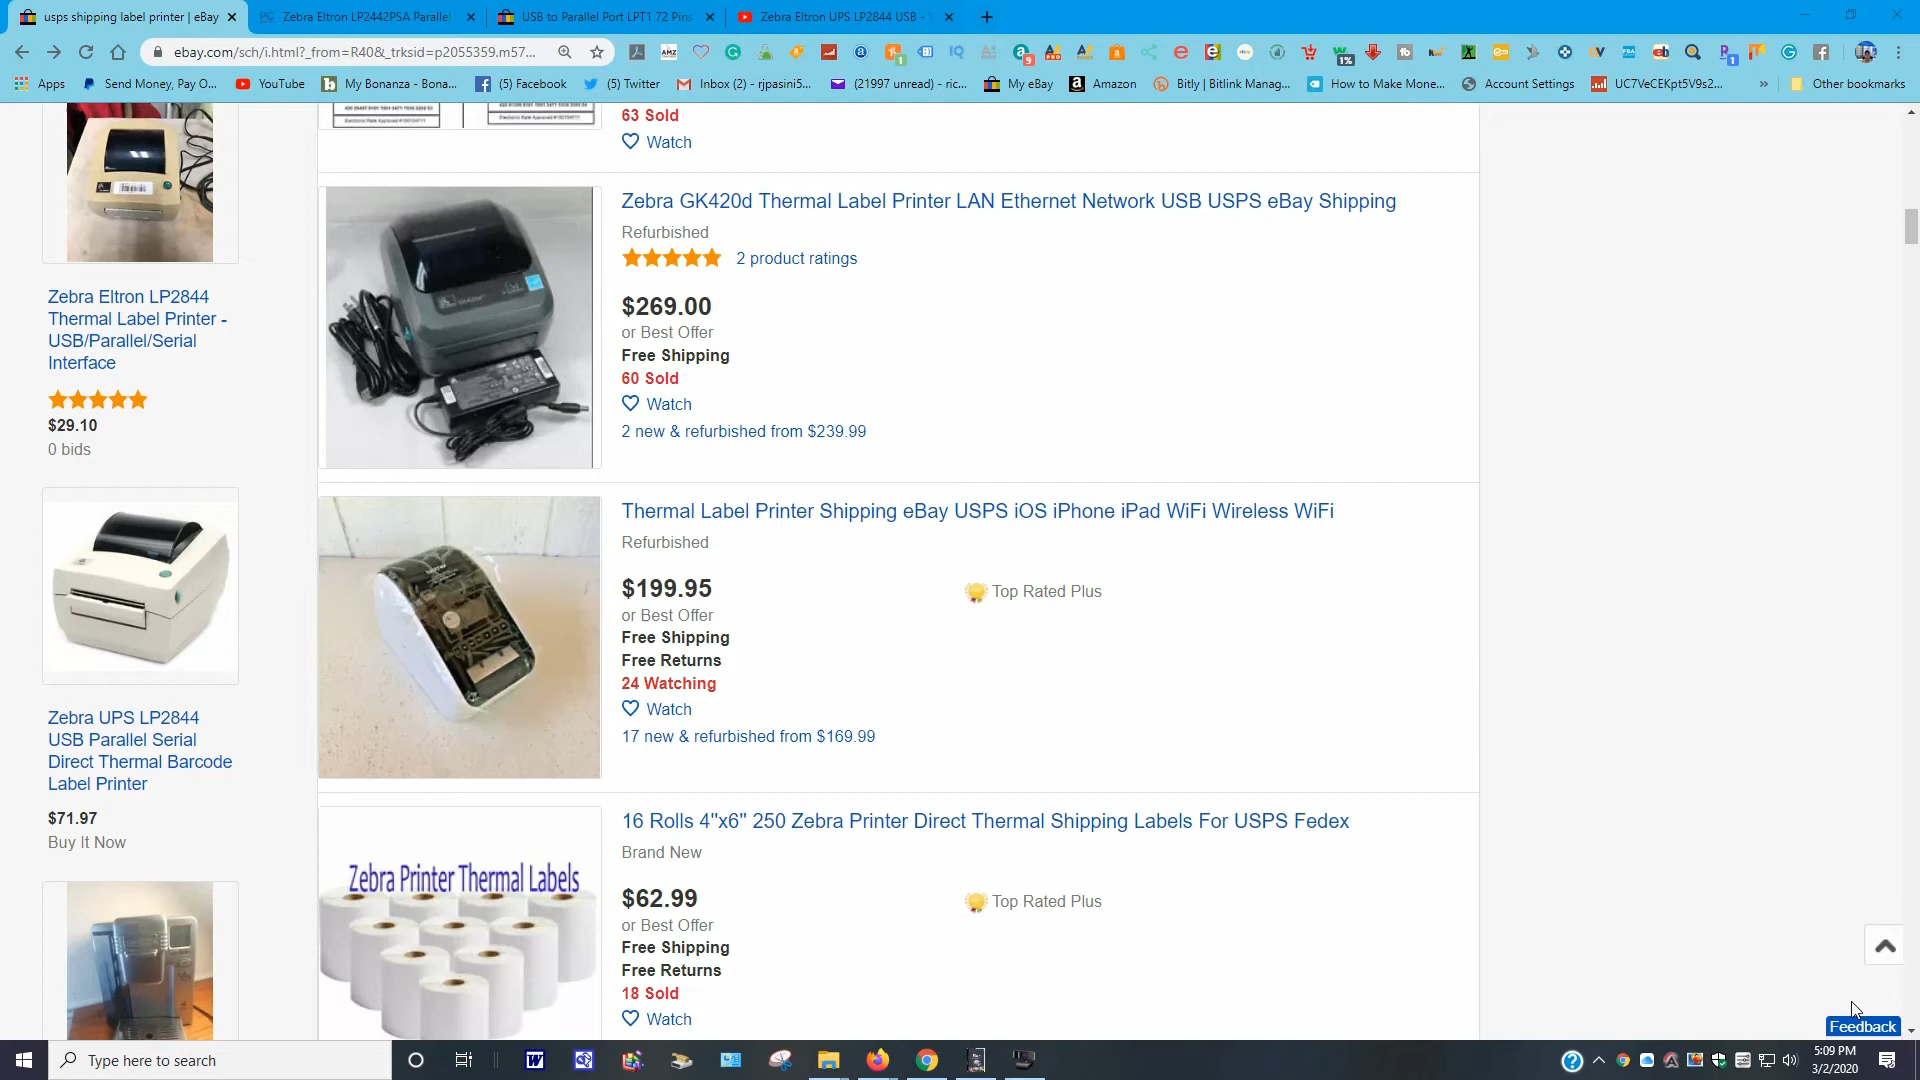 usps shipping label printer | eBay
Zebra Eltron LP2442PSA Parallel
USB to Parallel Port LPT1 72 Pins
Zebra Eltron UPS LP2844 USB -
ebay.com/sch/i.html?_from=R40&_trksid=p2055359.m57...
Apps
Send Money, Pay O...
YouTube
My Bonanza - Bona...
(5) Facebook
(5) Twitter
Inbox (2) - rjpasini5...
(21997 unread) - ric...
My eBay
Amazon
Bitly | Bitlink Manag...
How to Make Mone...
Account Settings
UC7VeCEKpt5V9s2...
»
Other bookmarks
Zebra Eltron LP2844
Thermal Label Printer -
USB/Parallel/Serial
Interface
$29.10
0 bids
Zebra UPS LP2844
USB Parallel Serial
Direct Thermal Barcode
Label Printer
$71.97
Buy It Now
63 Sold
Watch
Zebra GK420d Thermal Label Printer LAN Ethernet Network USB USPS eBay Shipping
Refurbished
2 product ratings
$269.00
or Best Offer
Free Shipping
60 Sold
Watch
2 new & refurbished from $239.99
Thermal Label Printer Shipping eBay USPS iOS iPhone iPad WiFi Wireless WiFi
Refurbished
$199.95
Top Rated Plus
or Best Offer
Free Shipping
Free Returns
24 Watching
Watch
17 new & refurbished from $169.99
Zebra Printer Thermal Labels
16 Rolls 4"x6" 250 Zebra Printer Direct Thermal Shipping Labels For USPS Fedex
Brand New
$62.99
Top Rated Plus
or Best Offer
Free Shipping
Free Returns
18 Sold
Watch
Feedback
Type here to search
5:09 PM
3/2/2020